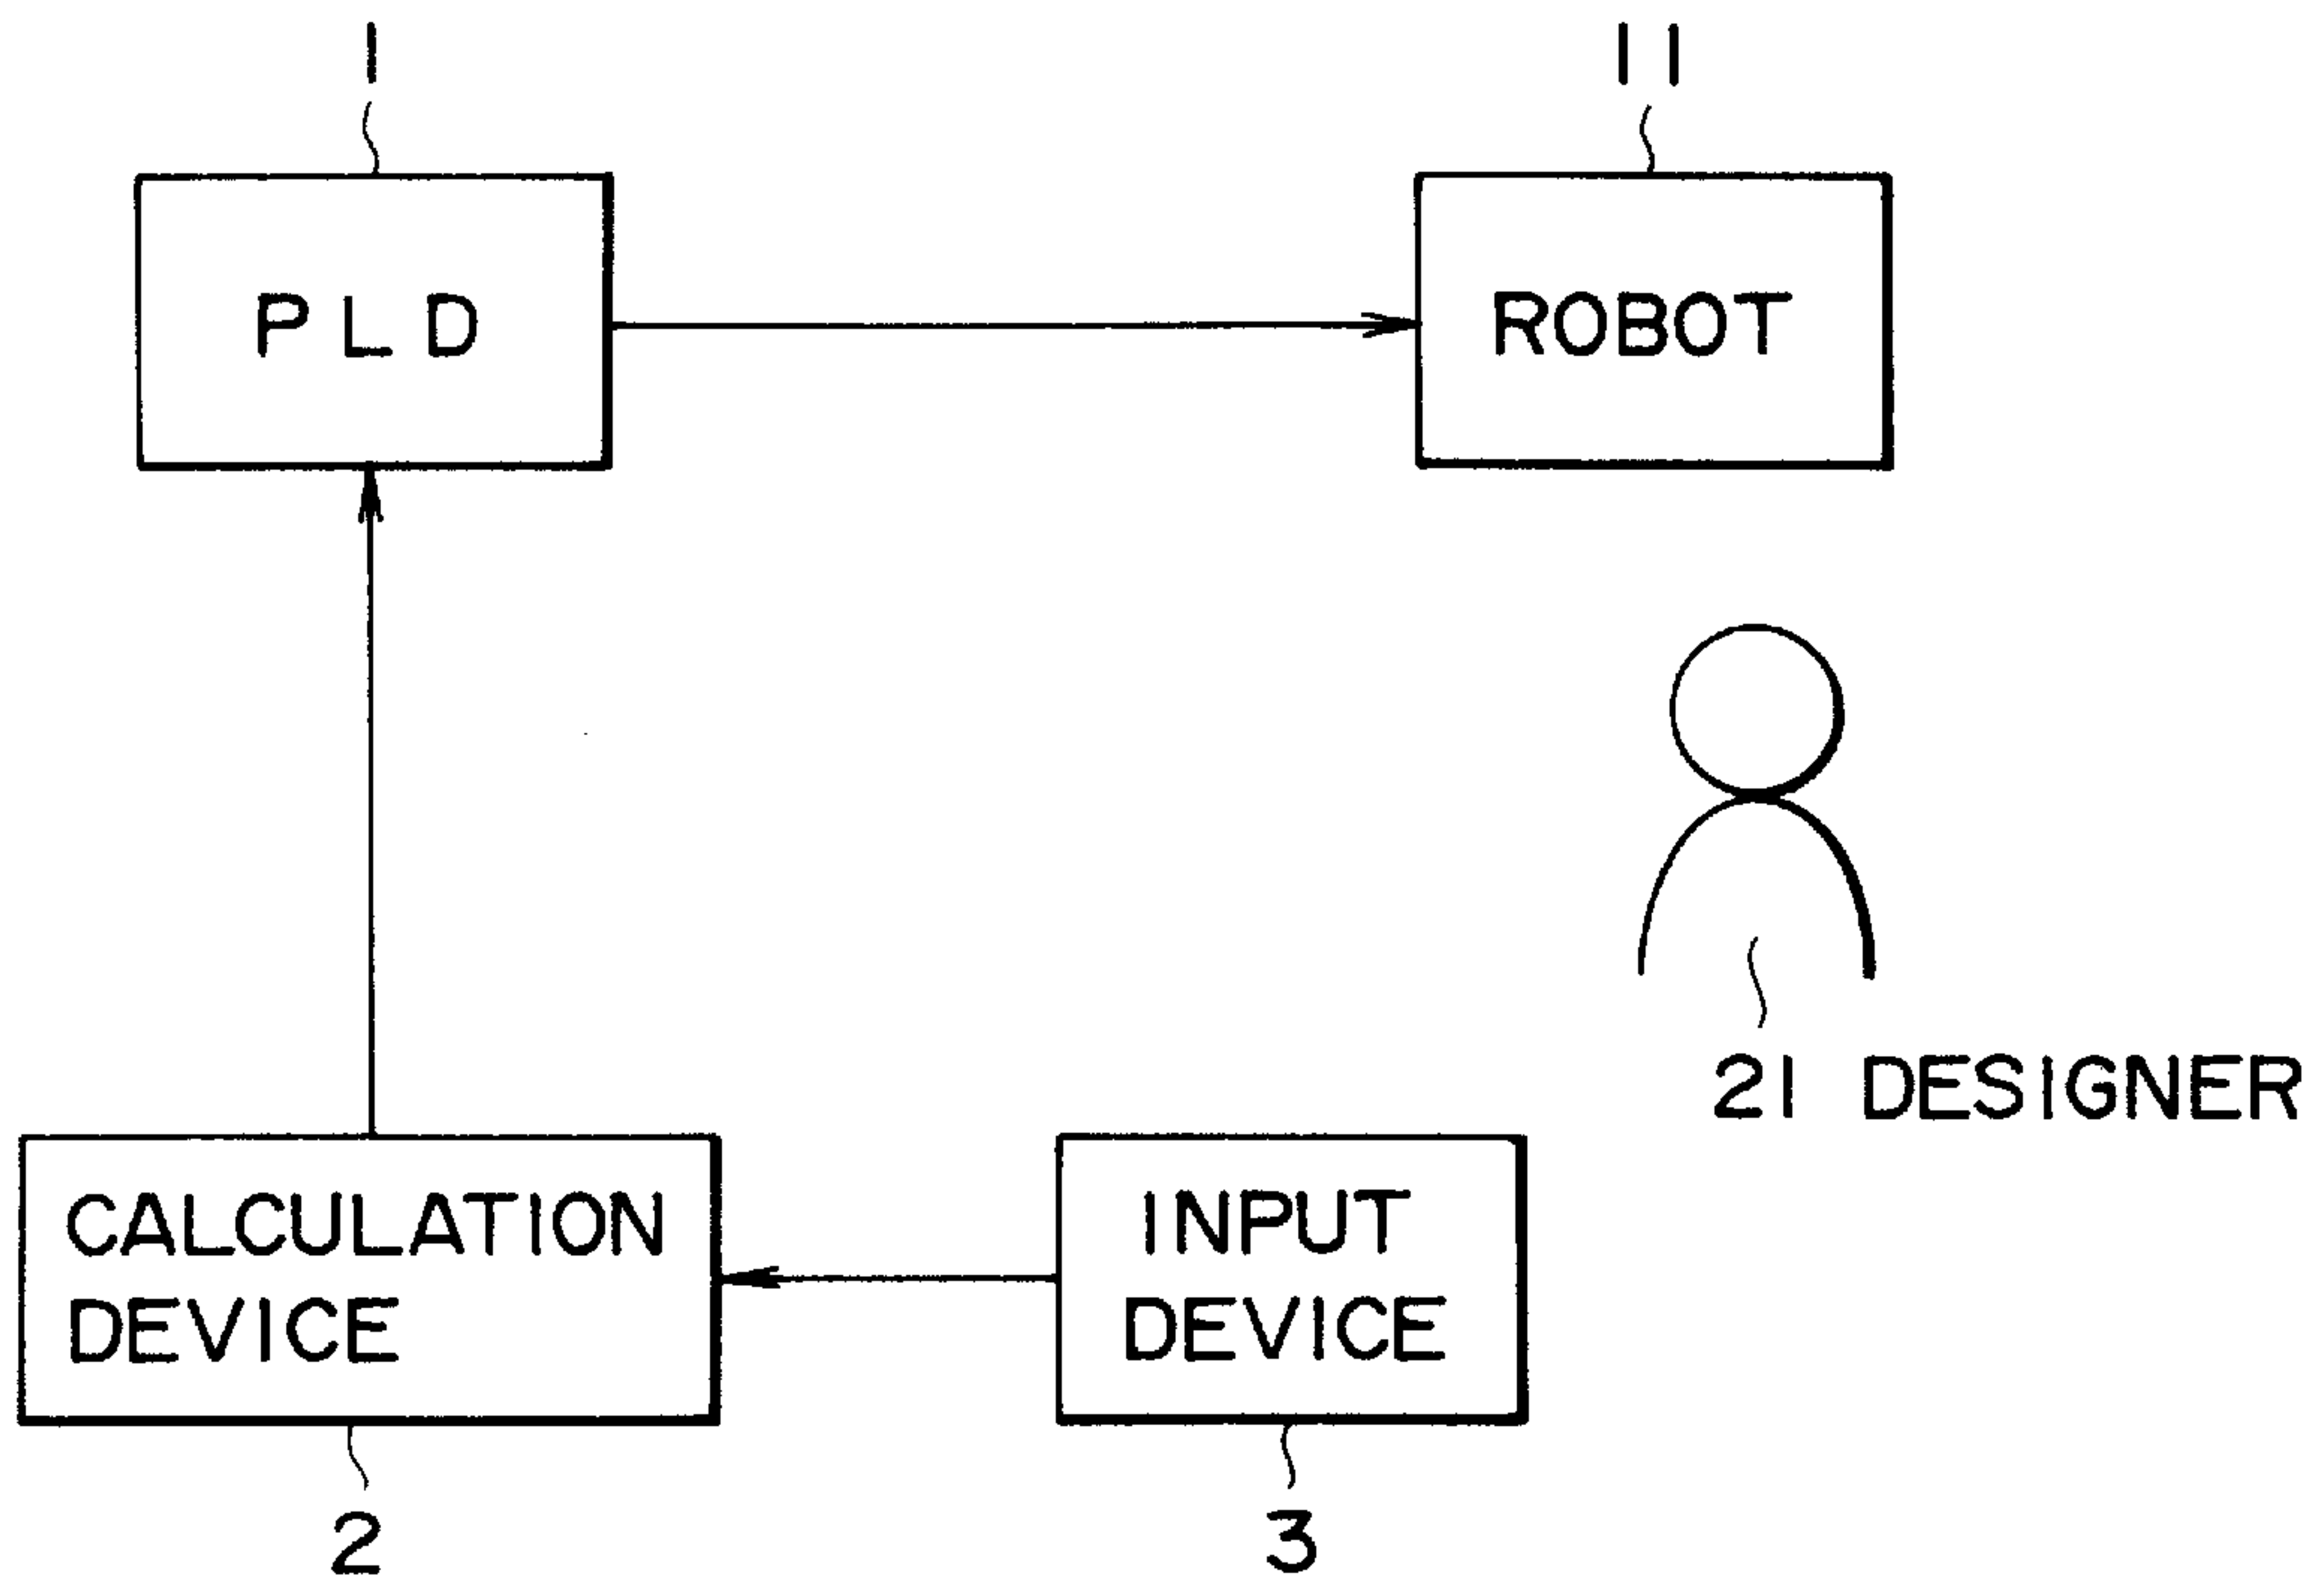 1
11
PLD
ROBOT
21 DESIGNER
CALCULATION
DEVICE
INPUT
DEVICE
2
3